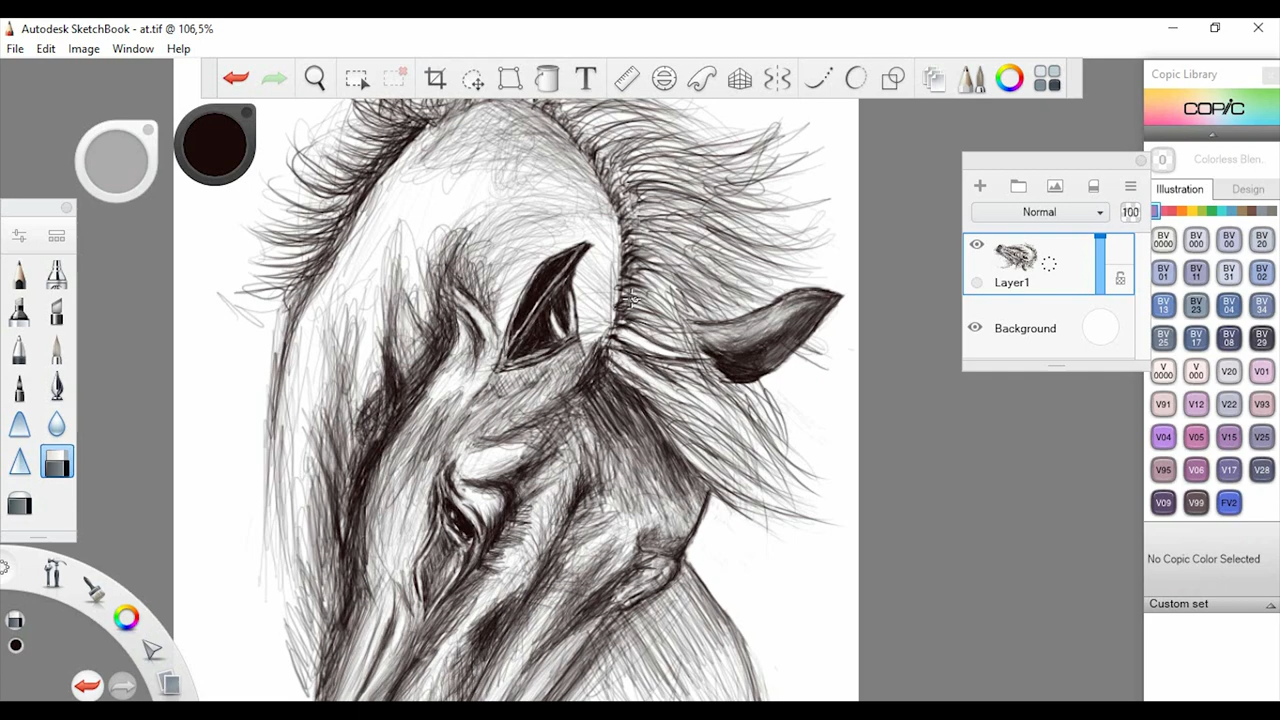 Autodesk SketchBook - at.tif @ 106,5%
File Edit Image Window Help
T
Copic Library
COPIC
0 Colorless Blen.
Illustration Design
Normal 100
Layer1
Background
BV 0000 BV 000 BV 00 BV 20
BV 01 BV 11 BV 31 BV 02
BV 13 BV 23 BV 04 BV 34
BV 25 BV 17 BV 08 BV 29
V 0000 V 000 V20 V01
V91 V12 V22 V93
V04 V05 V15 V25
V95 V06 V17 V28
V09 V99 FV2
No Copic Color Selected
Custom set